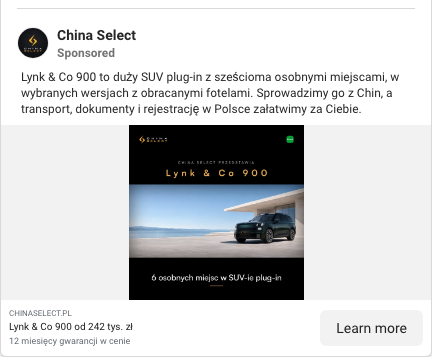 China Select
Sponsored
Lynk & Co 900 to duży SUV plug-in z sześcioma osobnymi miejscami, w
wybranych wersjach z obracanymi fotelami. Sprowadzimy go z Chin, a
transport, dokumenty i rejestrację w Polsce załatwimy za Ciebie.
CHINA
SELECT
CHINA SELECT PRZEDSTAWIA
Lynk & Co 900
6 osobnych miejsc w SUV-ie plug-in
CHINASELECT.PL
Lynk & Co 900 od 242 tys. zł
12 miesięcy gwarancji w cenie
Learn more